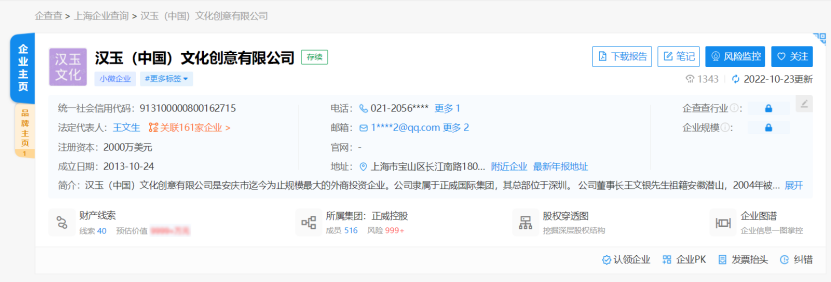 企查查 > 上海企业查询 > 汉玉（中国）文化创意有限公司
企业主页
品牌主页
1
汉玉文化
汉玉（中国）文化创意有限公司 存续
小微企业 #更多标签
下载报告 笔记 风险监控 关注
1343 2022-10-23更新
统一社会信用代码：913100000800162715 电话：021-2056**** 更多 1 企查查行业：
法定代表人：王文生 关联161家企业 > 邮箱：1****2@qq.com 更多 2 企业规模：
注册资本：2000万美元 官网：-
成立日期：2013-10-24 地址：上海市宝山区长江南路180... 附近企业 最新年报地址
简介：汉玉（中国）文化创意有限公司是安庆市迄今为止规模最大的外商投资企业。公司隶属于正威国际集团，其总部位于深圳。 公司董事长王文银先生祖籍安徽潜山，2004年被... 展开
财产线索 所属集团：正威控股 股权穿透图 企业图谱
线索 40 预估价值 成员 516 风险 999+ 挖掘深层股权结构 企业信息一图掌控
认领企业 企业PK 发票抬头 纠错